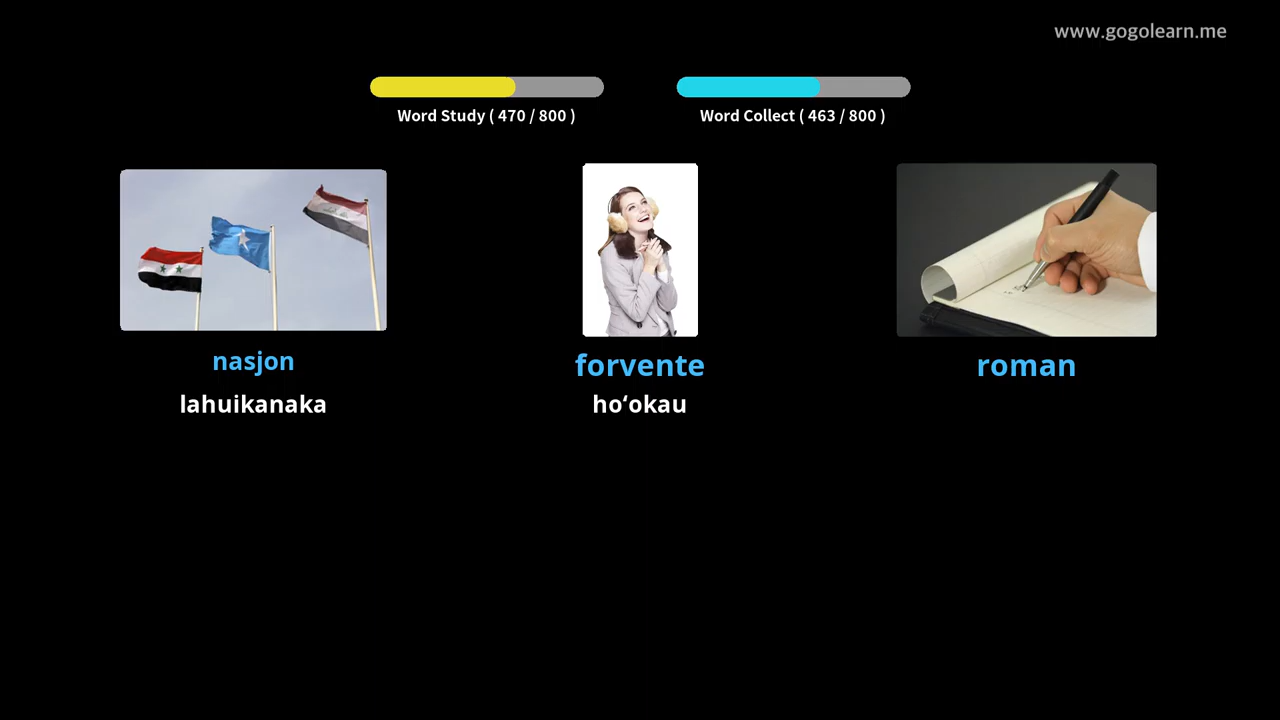 www.gogolearn.me
Word Study ( 470 / 800 )
Word Collect ( 463 / 800 )
nasjon
lahuikanaka
forvente
hoʻokau
roman